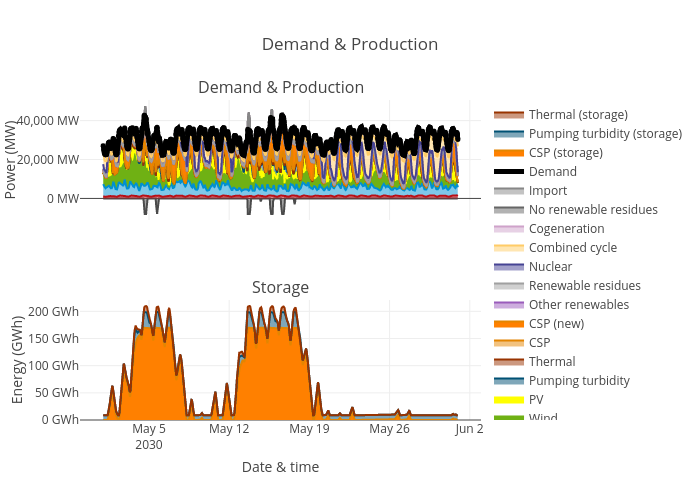 Demand & Production
Demand & Production
40,000 MW
20,000 MW
0 MW
Power (MW)
Thermal (storage)
Pumping turbidity (storage)
CSP (storage)
Demand
Import
No renewable residues
Cogeneration
Combined cycle
Nuclear
Renewable residues
Other renewables
CSP (new)
CSP
Thermal
Pumping turbidity
PV
Wind
Storage
200 GWh
150 GWh
100 GWh
50 GWh
0 GWh
Energy (GWh)
May 5
2030
May 12
May 19
May 26
Jun 2
Date & time